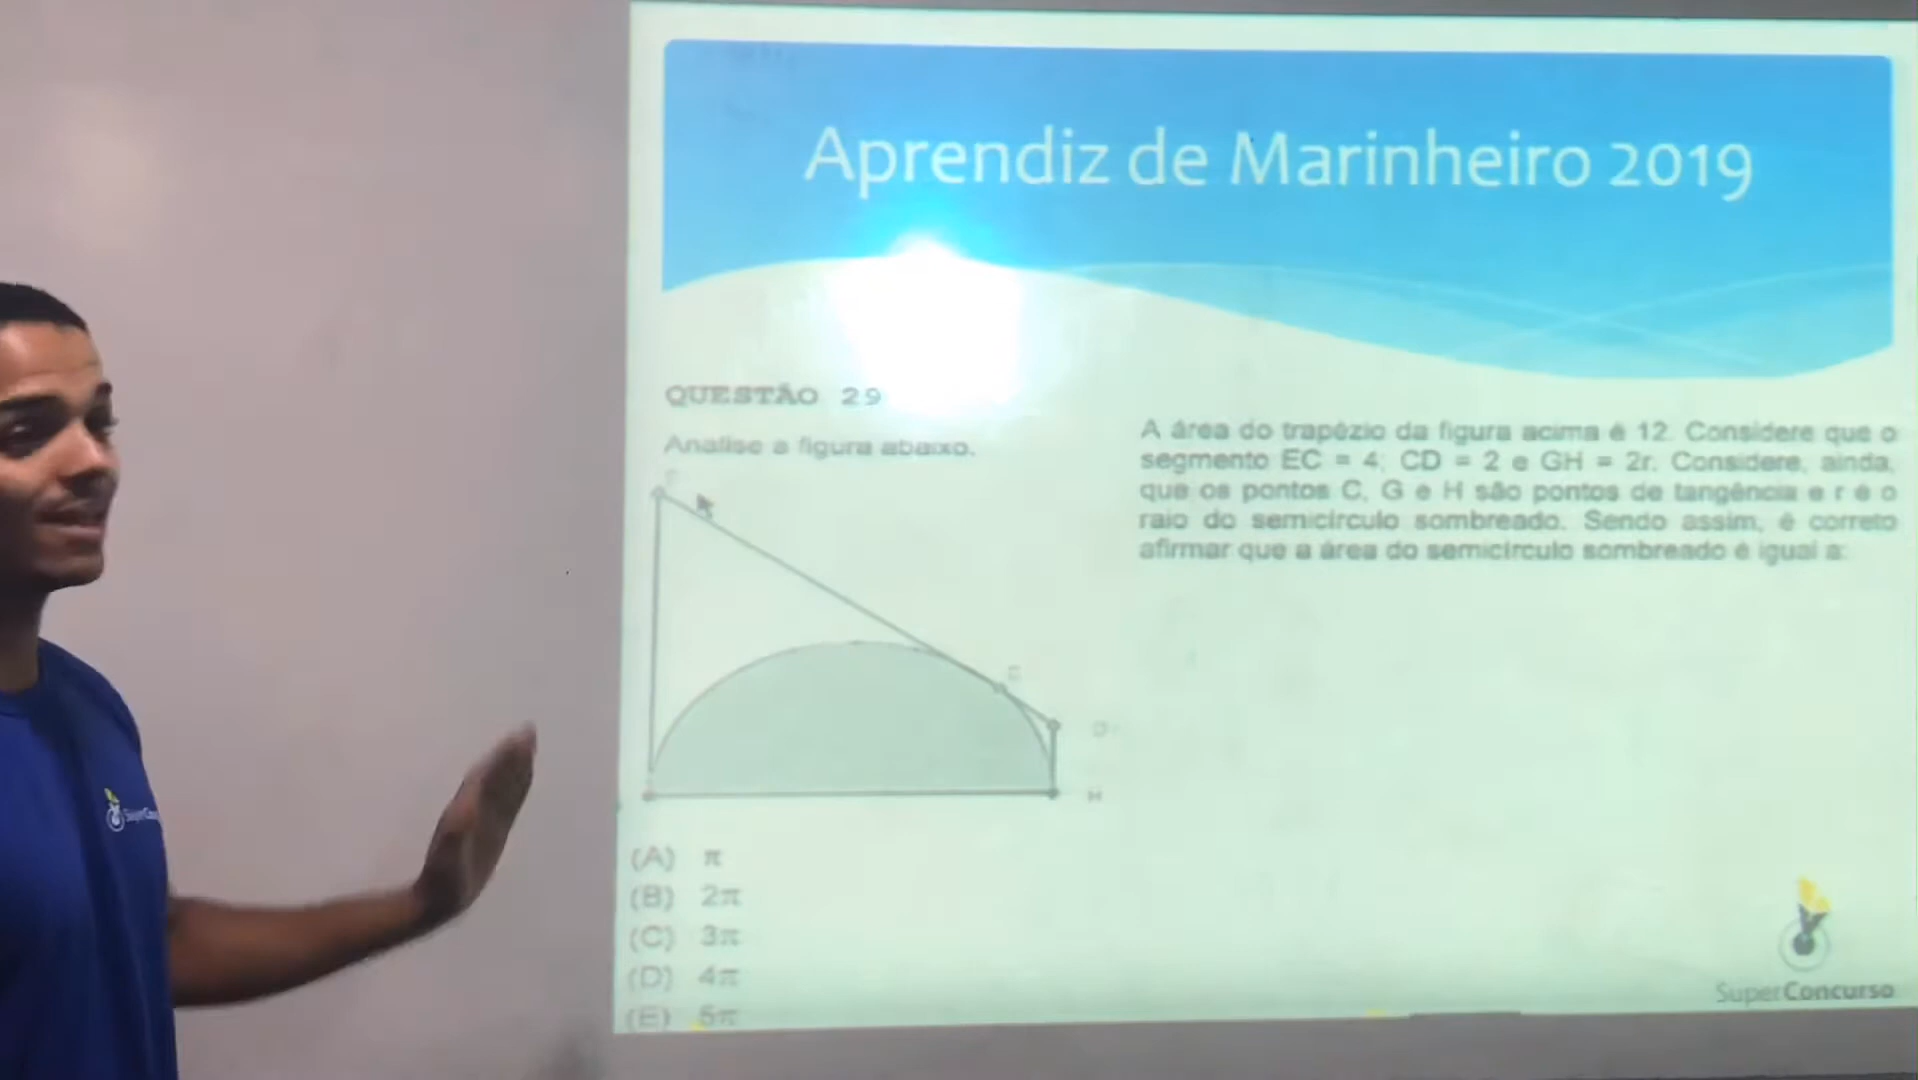 Aprendiz de Marinheiro 2019
QUESTÃO 29
Analise a figura abaixo.
A área do trapézio da figura acima é 12. Considere que o
segmento EC = 4; CD = 2 e GH = 2r. Considere, ainda,
que os pontos C, G e H são pontos de tangência e r é o
raio do semicírculo sombreado. Sendo assim, é correto
afirmar que a área do semicírculo sombreado é igual a:
C
D
H
(A) π
(B) 2π
(C) 3π
(D) 4π
(E) 5π
SuperConcurso